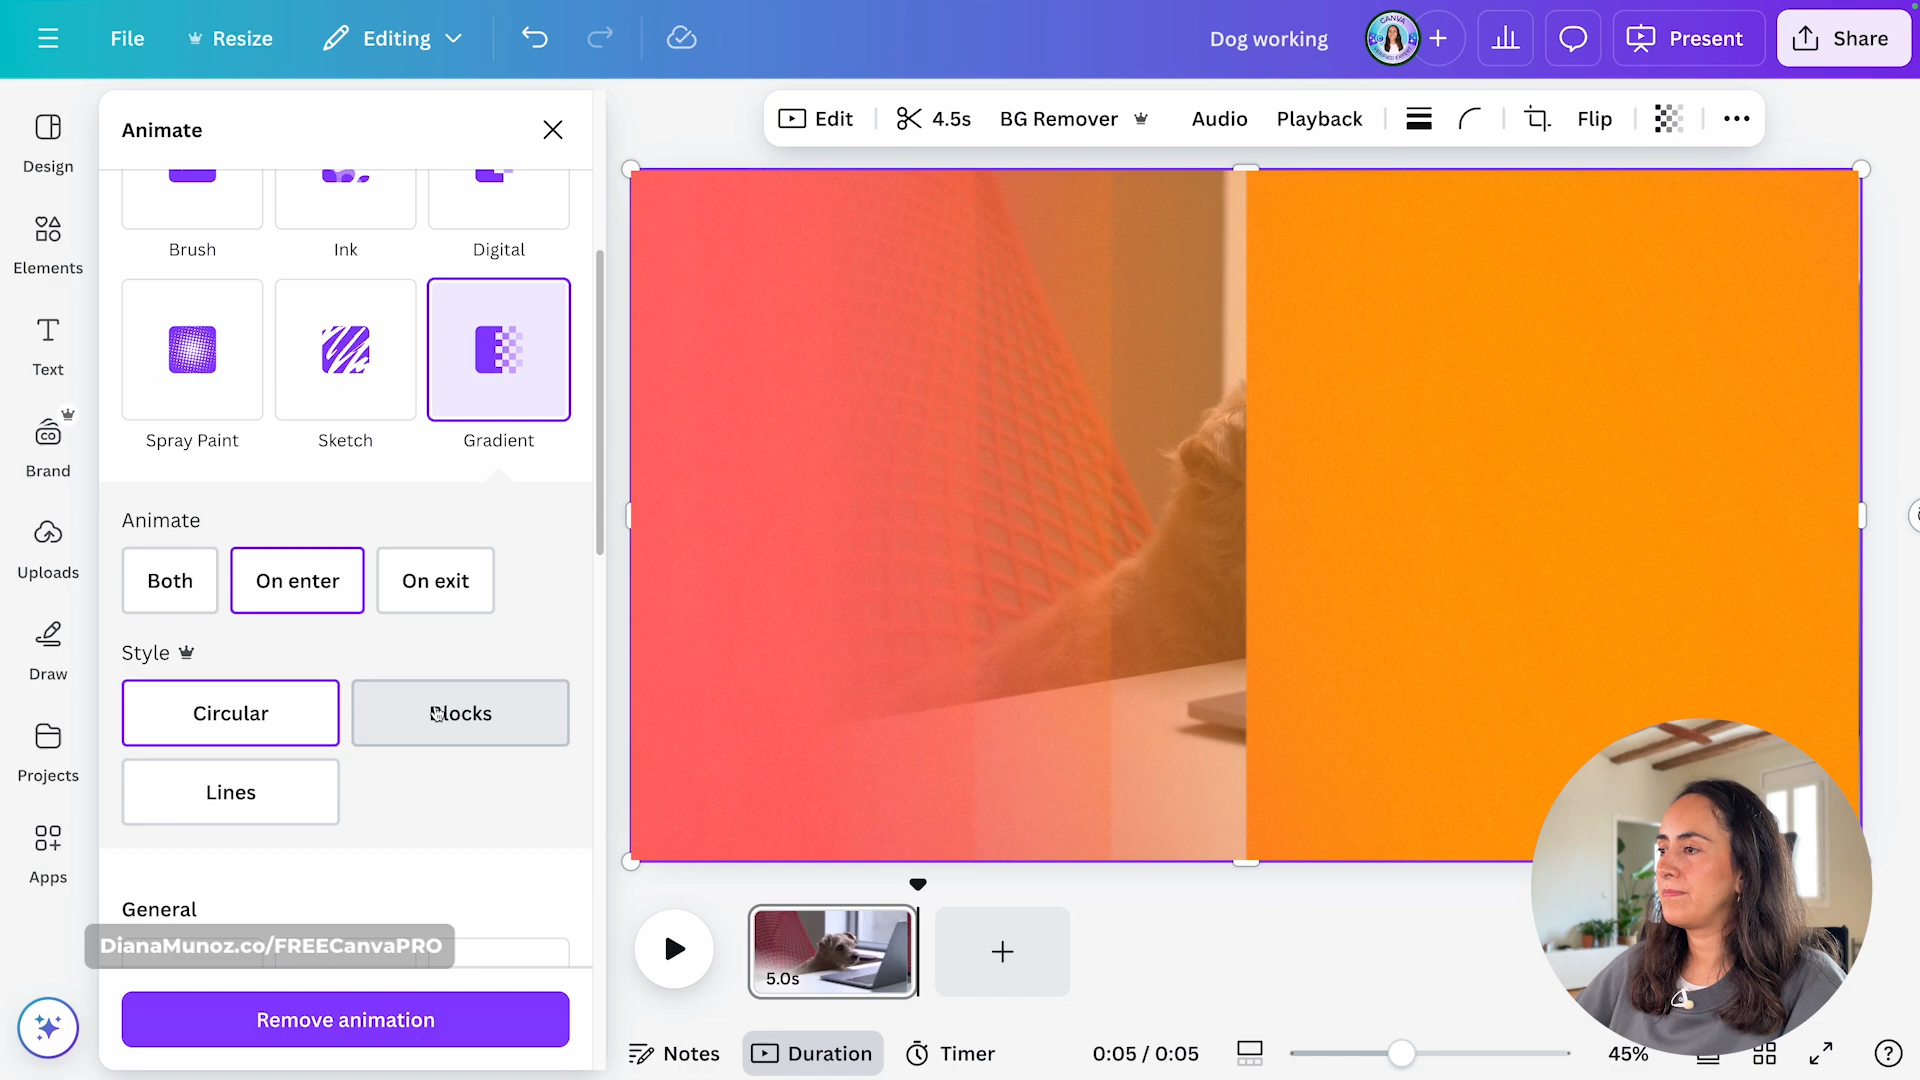 File
Resize
Editing
Dog working
Present
Share
Design
Elements
Text
Brand
Uploads
Draw
Projects
Apps
Animate
Brush
Ink
Digital
Spray Paint
Sketch
Gradient
Animate
Both
On enter
On exit
Style
Circular
Blocks
Lines
General
DianaMunoz.co/FREECanvaPRO
Remove animation
Edit
4.5s
BG Remover
Audio
Playback
Flip
5.0s
Notes
Duration
Timer
0:05 / 0:05
45%